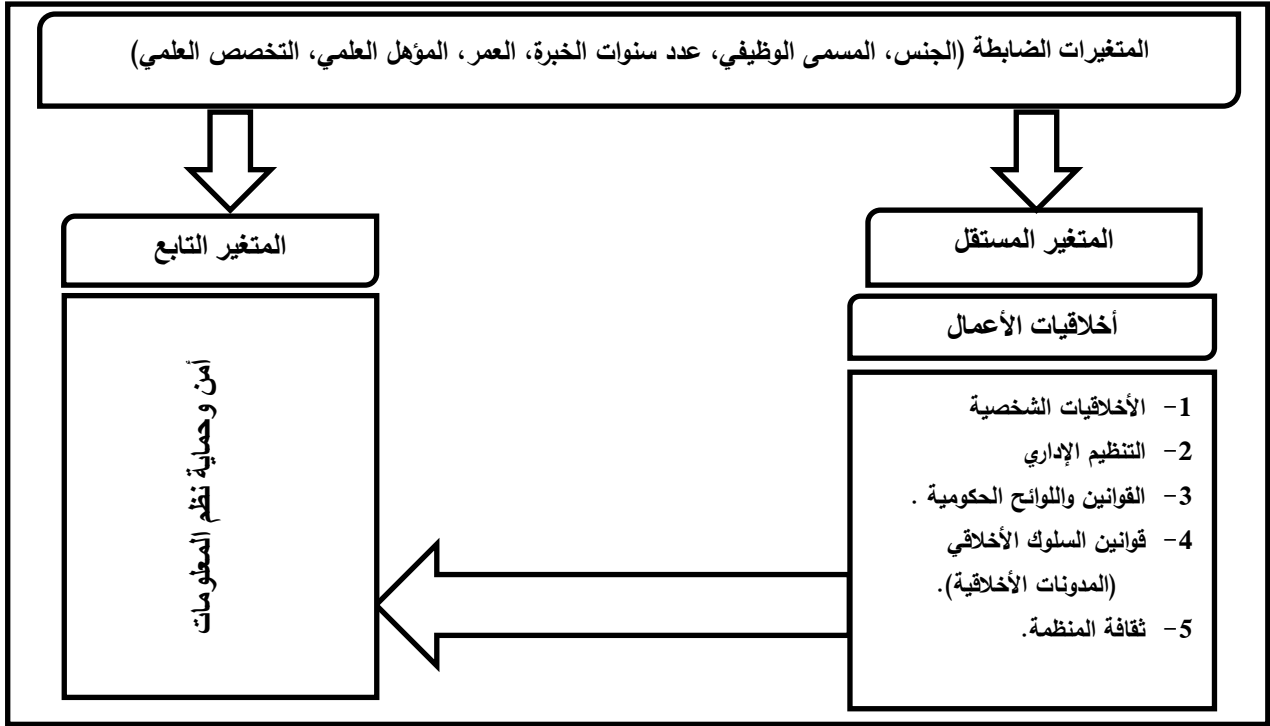 المتغيرات الضابطة (الجنس، المسمى الوظيفي، عدد سنوات الخبرة، العمر، المؤهل العلمي، التخصص العلمي)
المتغير المستقل
أخلاقيات الأعمال
1- الأخلاقيات الشخصية
2- التنظيم الإداري
3- القوانين واللوائح الحكومية .
4- قوانين السلوك الأخلاقي
(المدونات الأخلاقية).
5- ثقافة المنظمة.
المتغير التابع
أمن وحماية نظم المعلومات